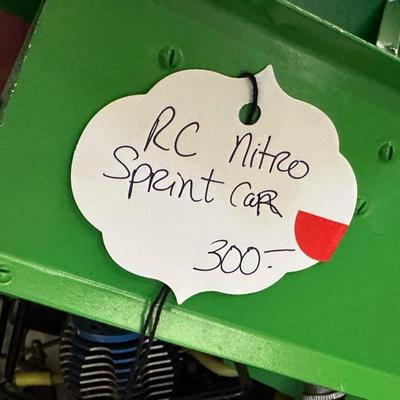 RC Nitro
Sprint Car
300.-